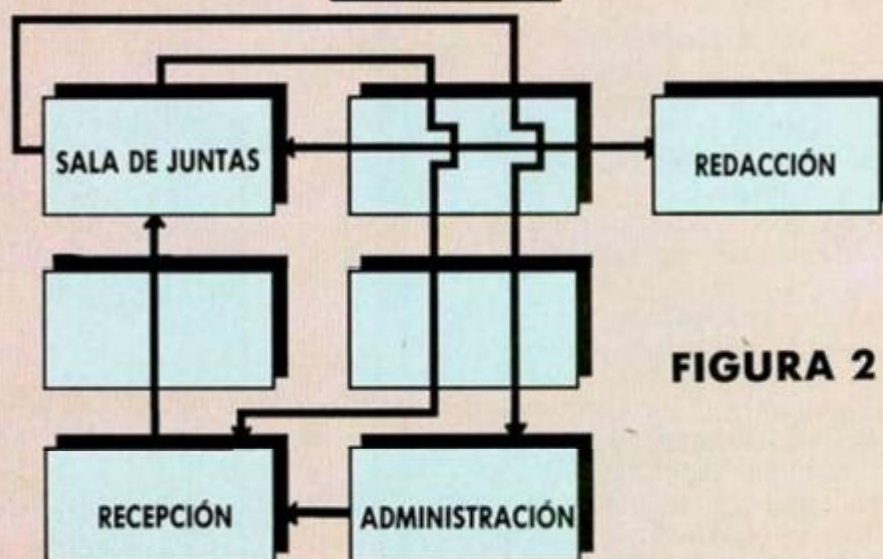 SALA DE JUNTAS
REDACCIÓN
FIGURA 2
RECEPCIÓN
ADMINISTRACIÓN